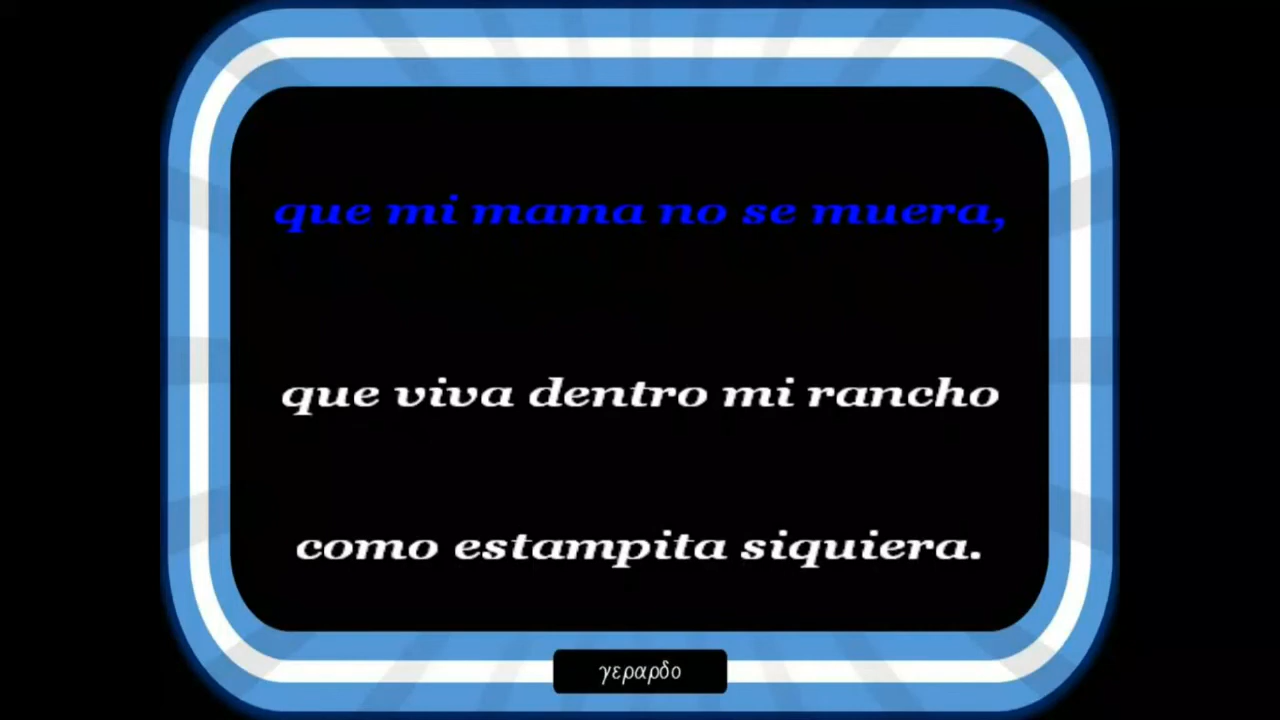 que mi mama no se muera,
que viva dentro mi rancho
como estampita siquiera.
γεραρδο